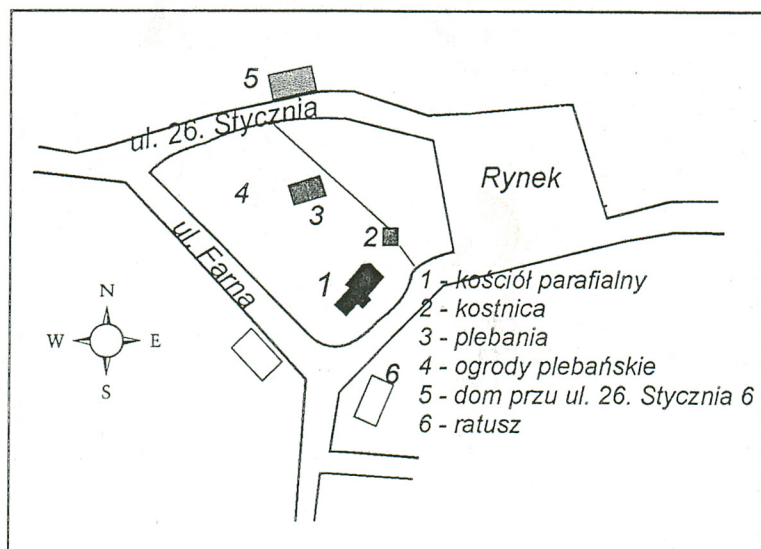 5
ul. 26. Stycznia
Rynek
4
3
2
ul. Farna
1
N
W E
S
6
1 - kościół parafialny
2 - kostnica
3 - plebania
4 - ogrody plebańskie
5 - dom przu ul. 26. Stycznia 6
6 - ratusz